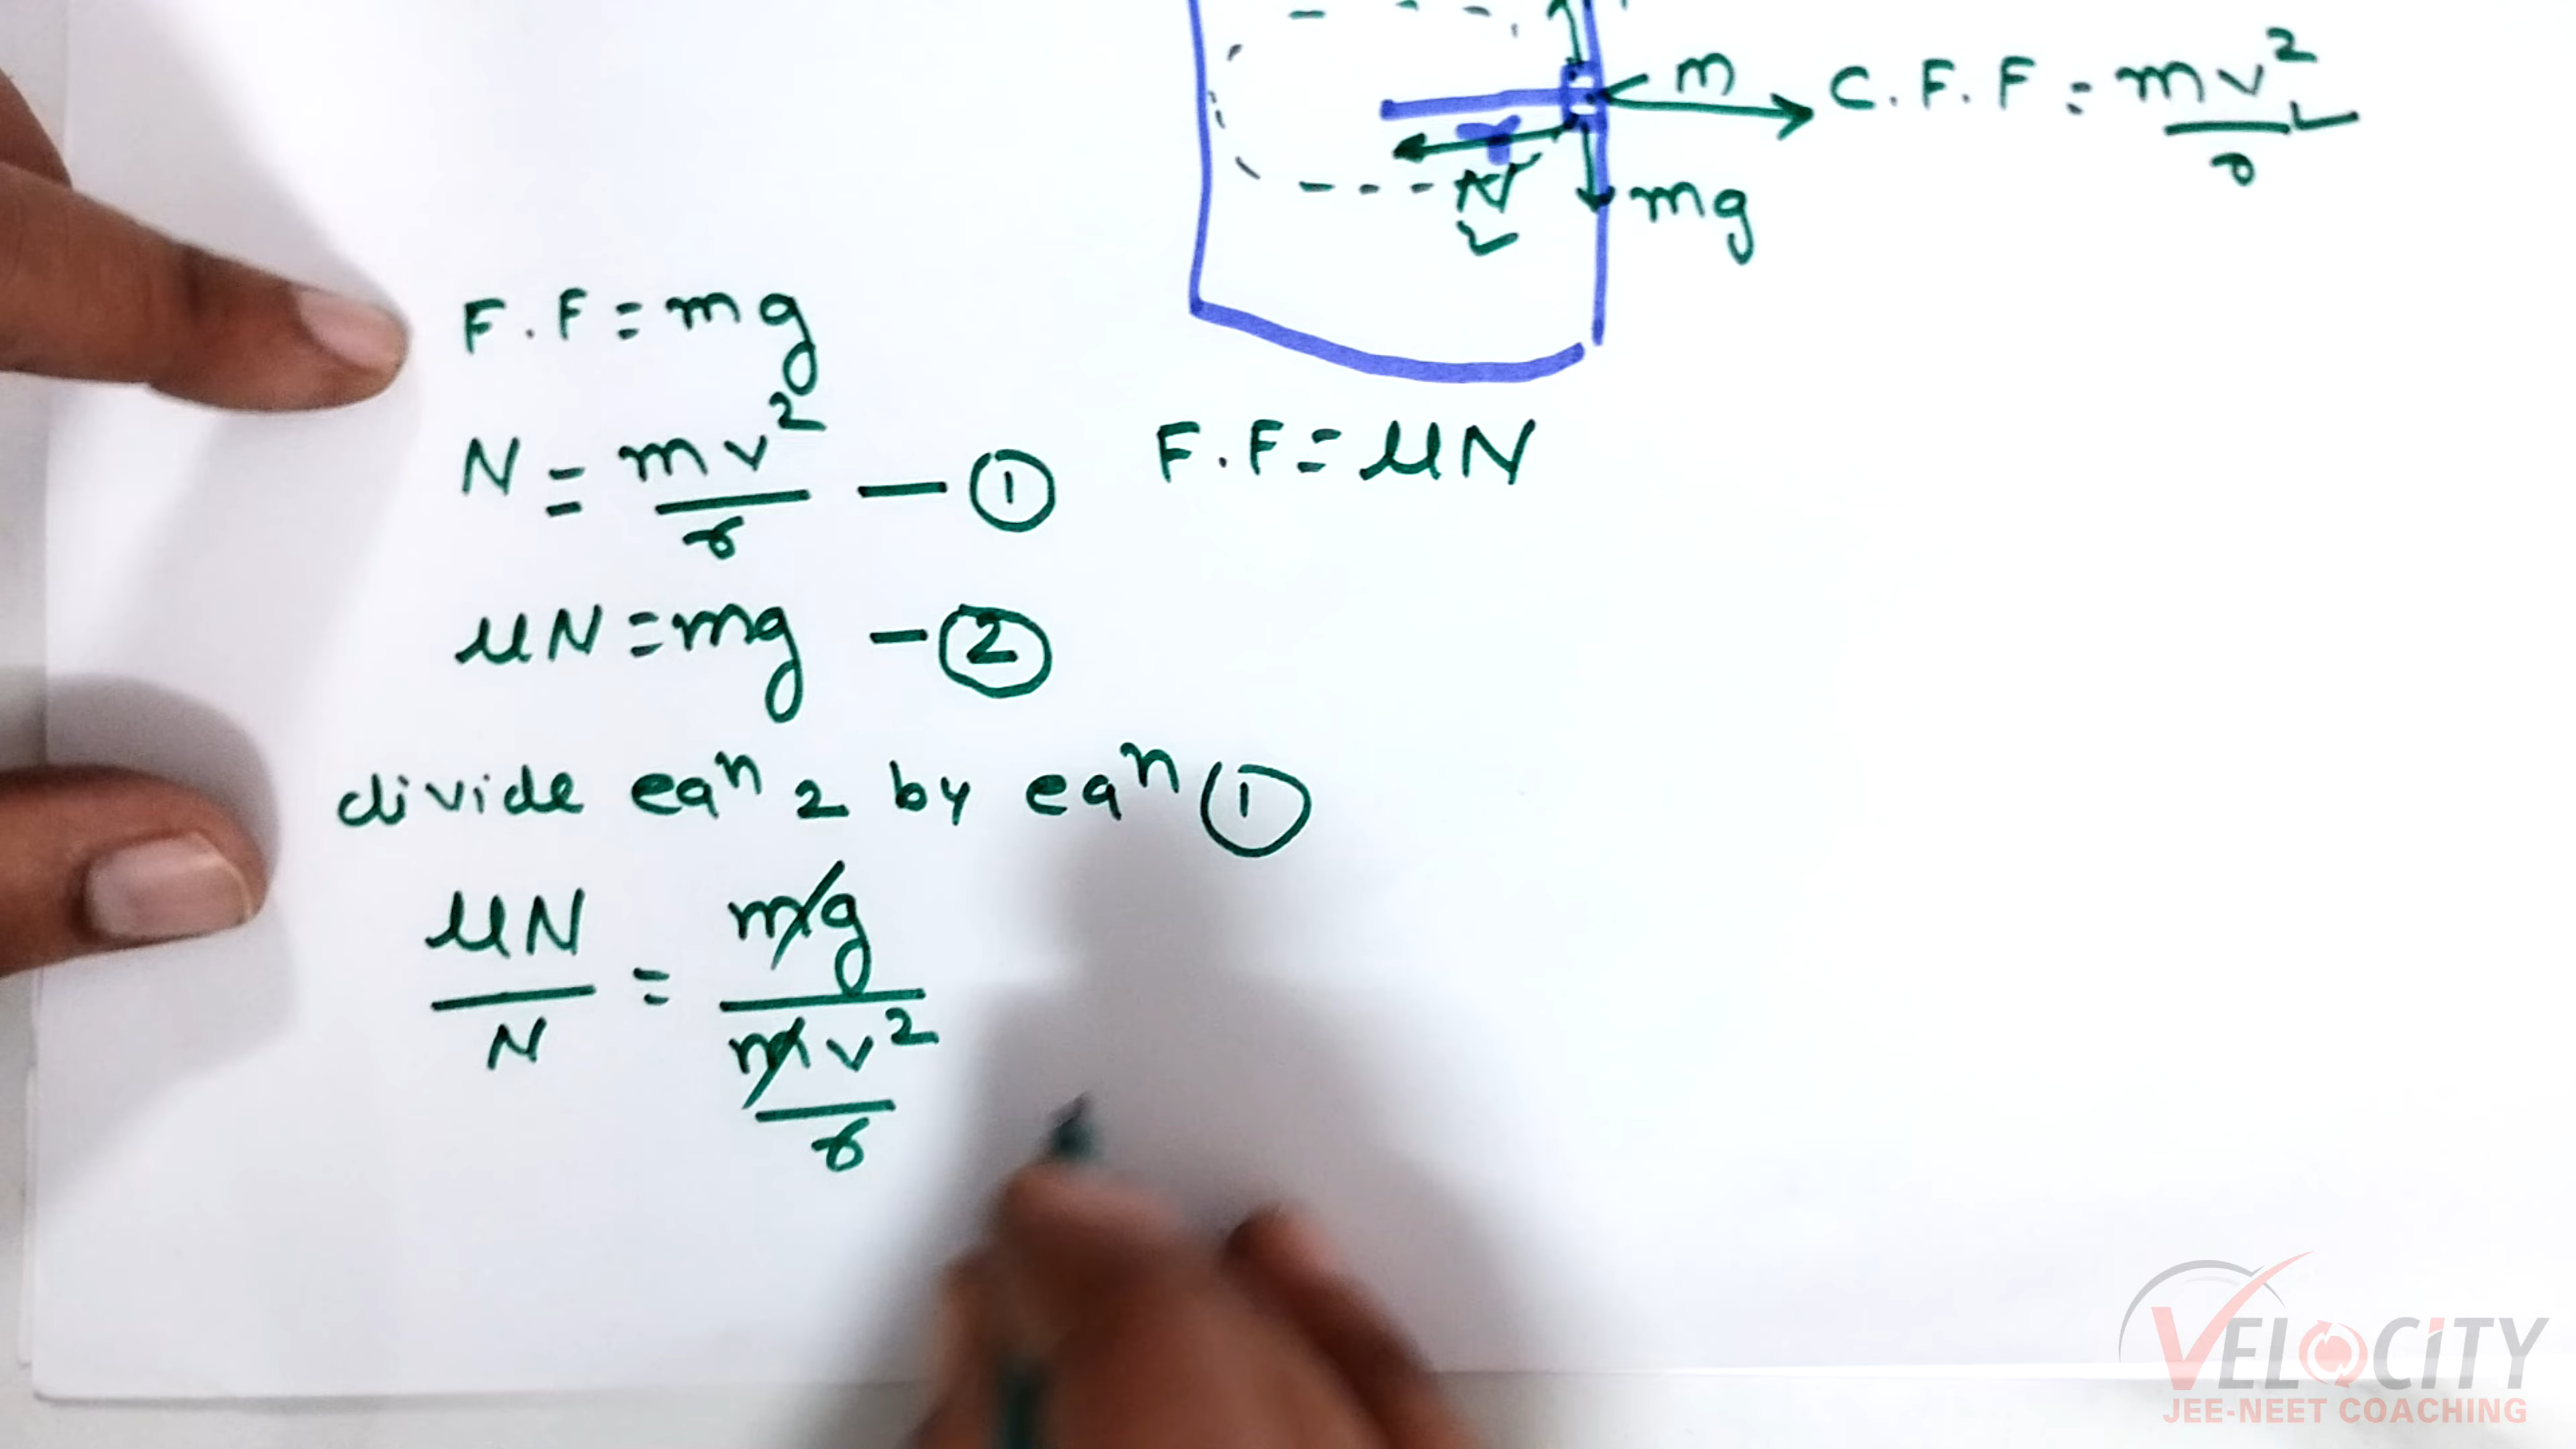 m C.F.F = mv²/r
N
mg
F.F = mg
N = mv²/r — ①
F.F = μN
μN = mg — ②
divide eqⁿ 2 by eqⁿ ①
μN/N = mg/(mv²/r)
VELOCITY
JEE-NEET COACHING